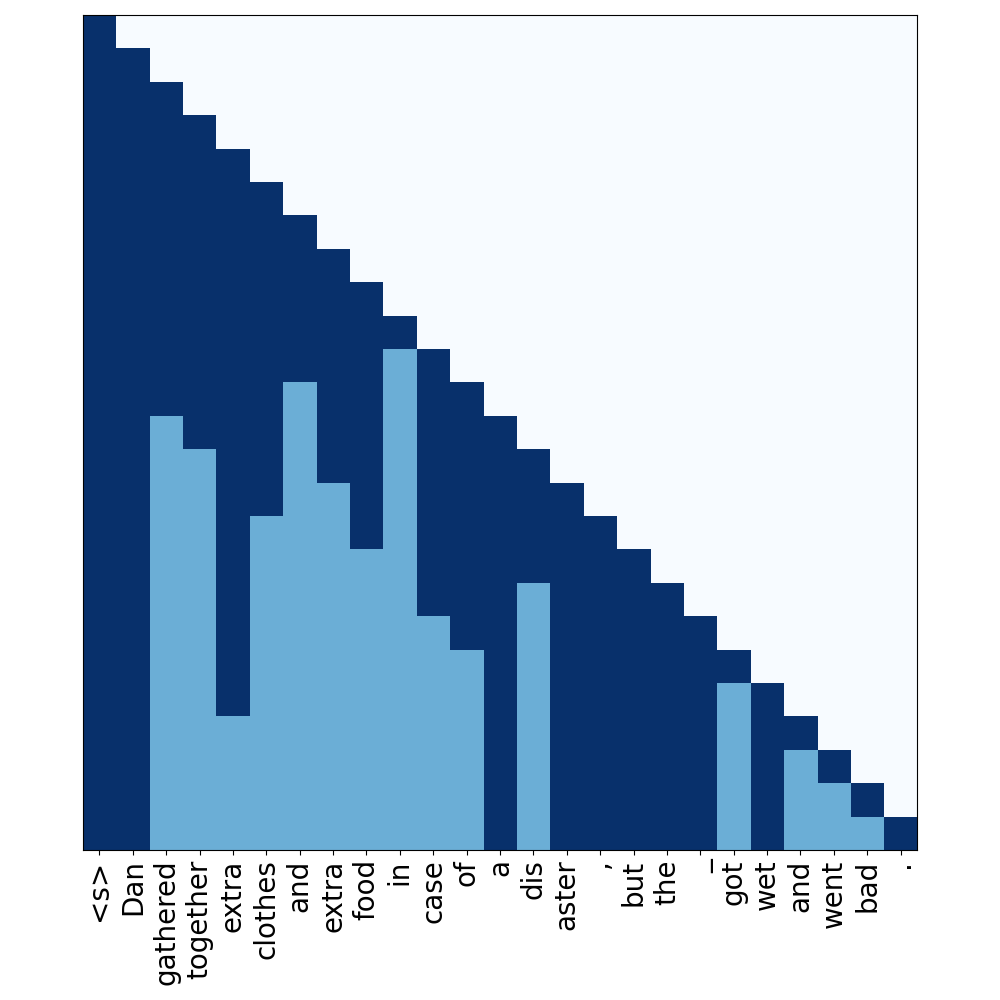 <s>
Dan
gathered
together
extra
clothes
and
extra
food
in
case
of
a
dis
aster
,
but
the
_
got
wet
and
went
bad
.